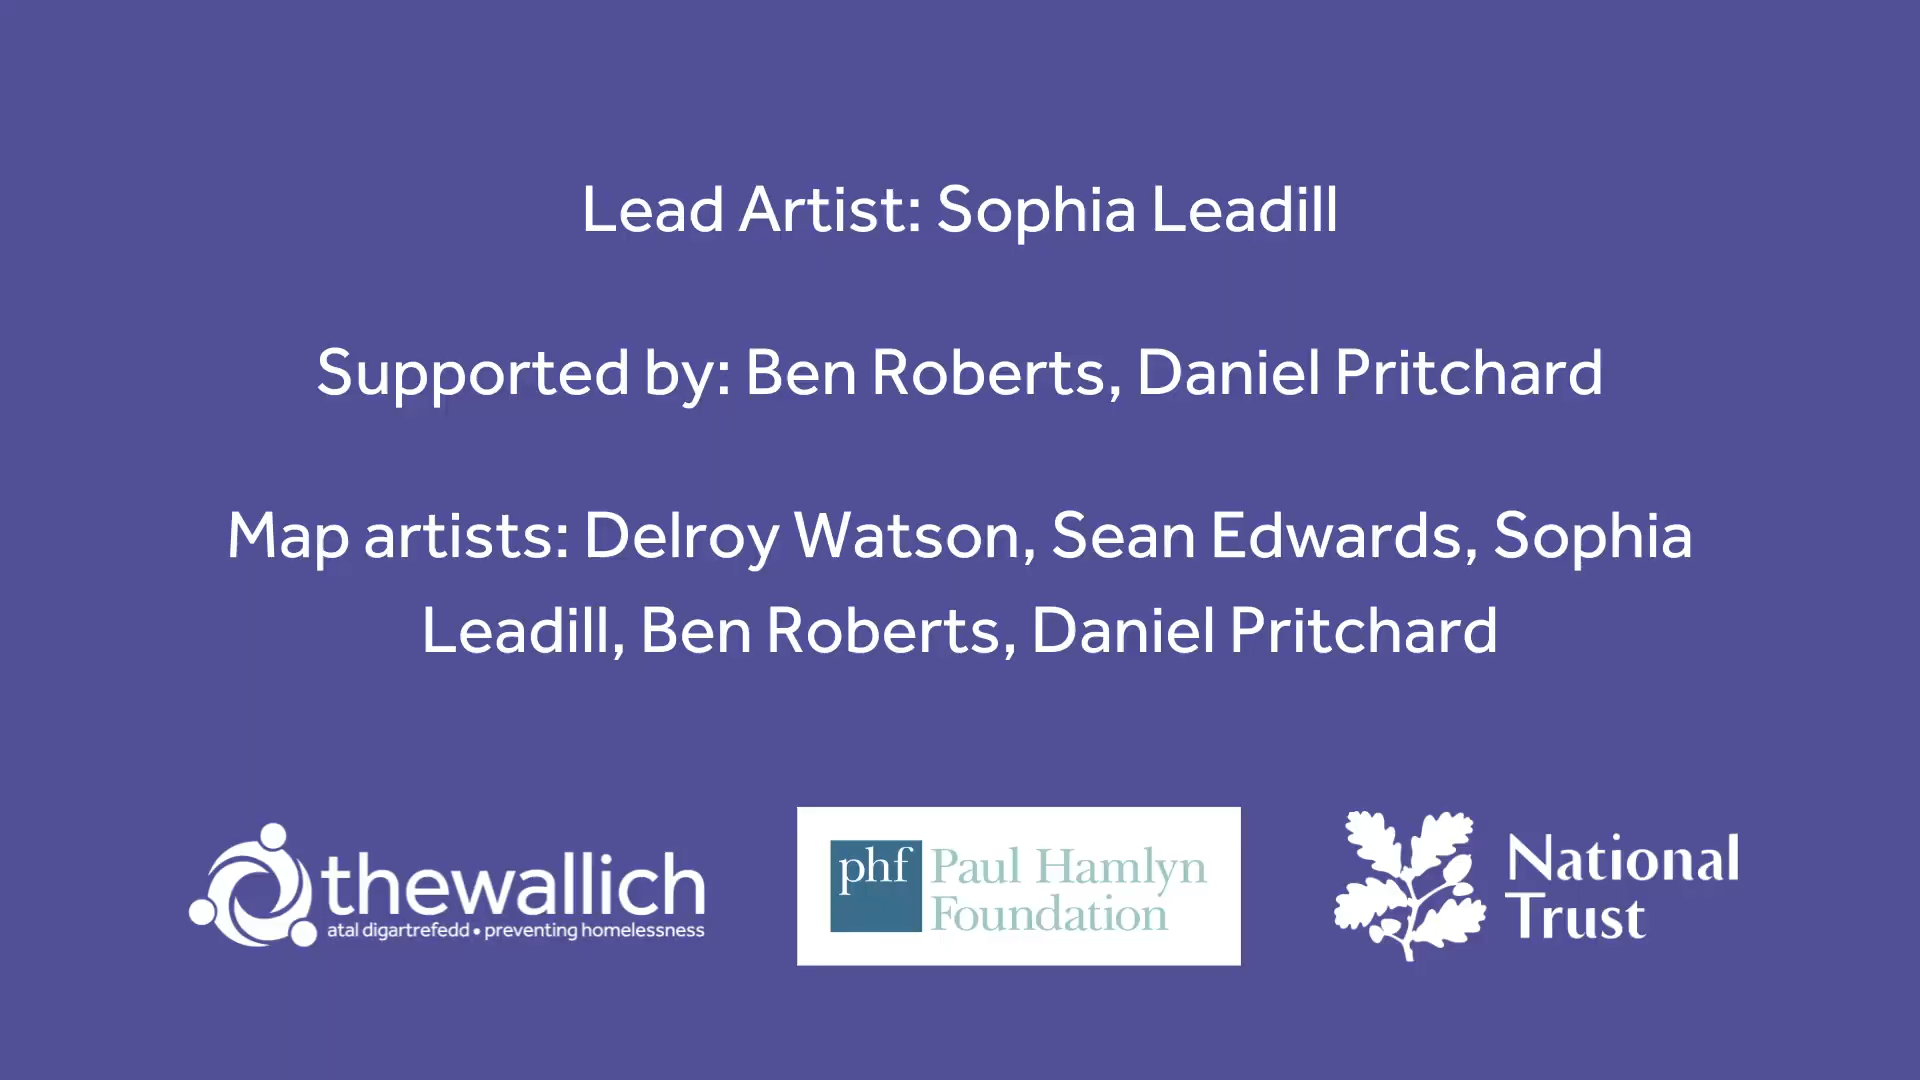 Lead Artist: Sophia Leadill
Supported by: Ben Roberts, Daniel Pritchard
Map artists: Delroy Watson, Sean Edwards, Sophia
Leadill, Ben Roberts, Daniel Pritchard
thewallich
atal digartrefedd • preventing homelessness
phf Paul Hamlyn
Foundation
National
Trust